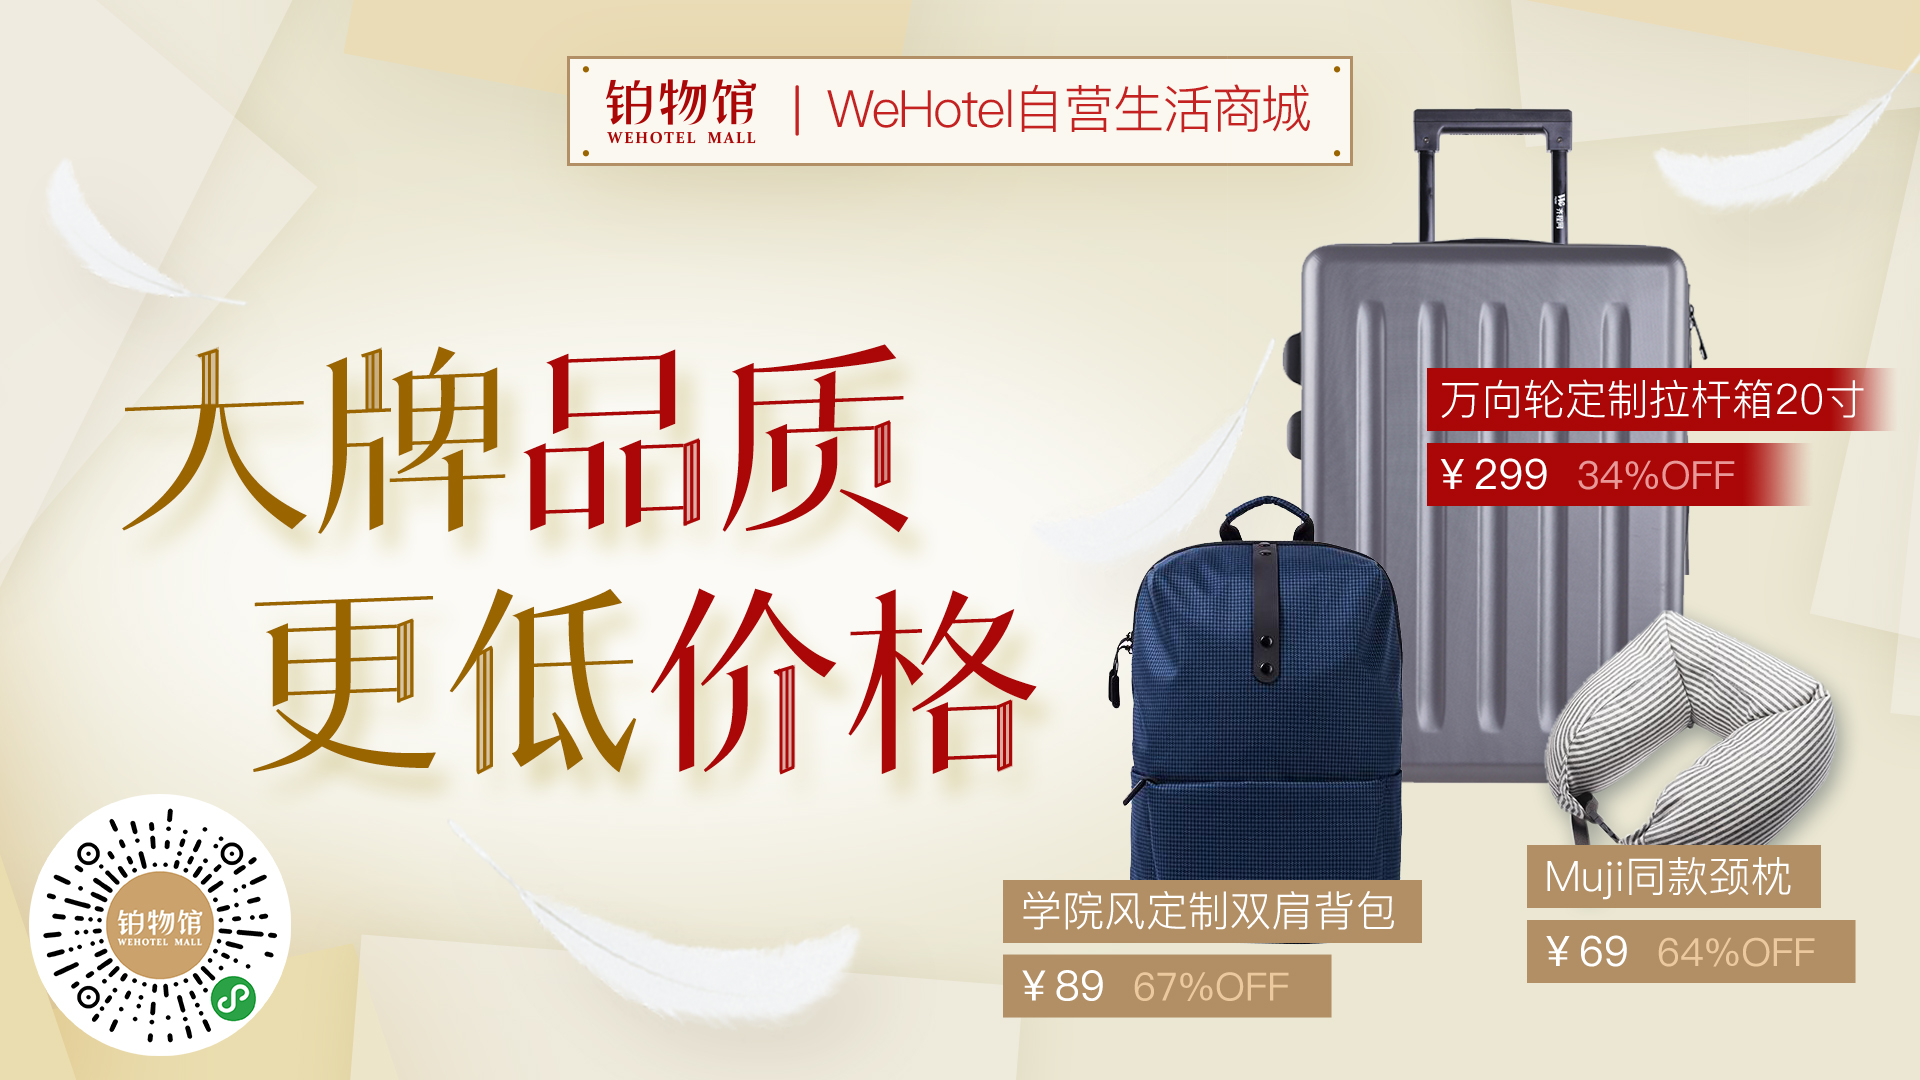 铂物馆 | WeHotel自营生活商城
WEHOTEL MALL
大牌品质
更低价格
万向轮定制拉杆箱20寸
¥ 299 34%OFF
学院风定制双肩背包
¥ 89 67%OFF
Muji同款颈枕
¥ 69 64%OFF
铂物馆
WEHOTEL MALL